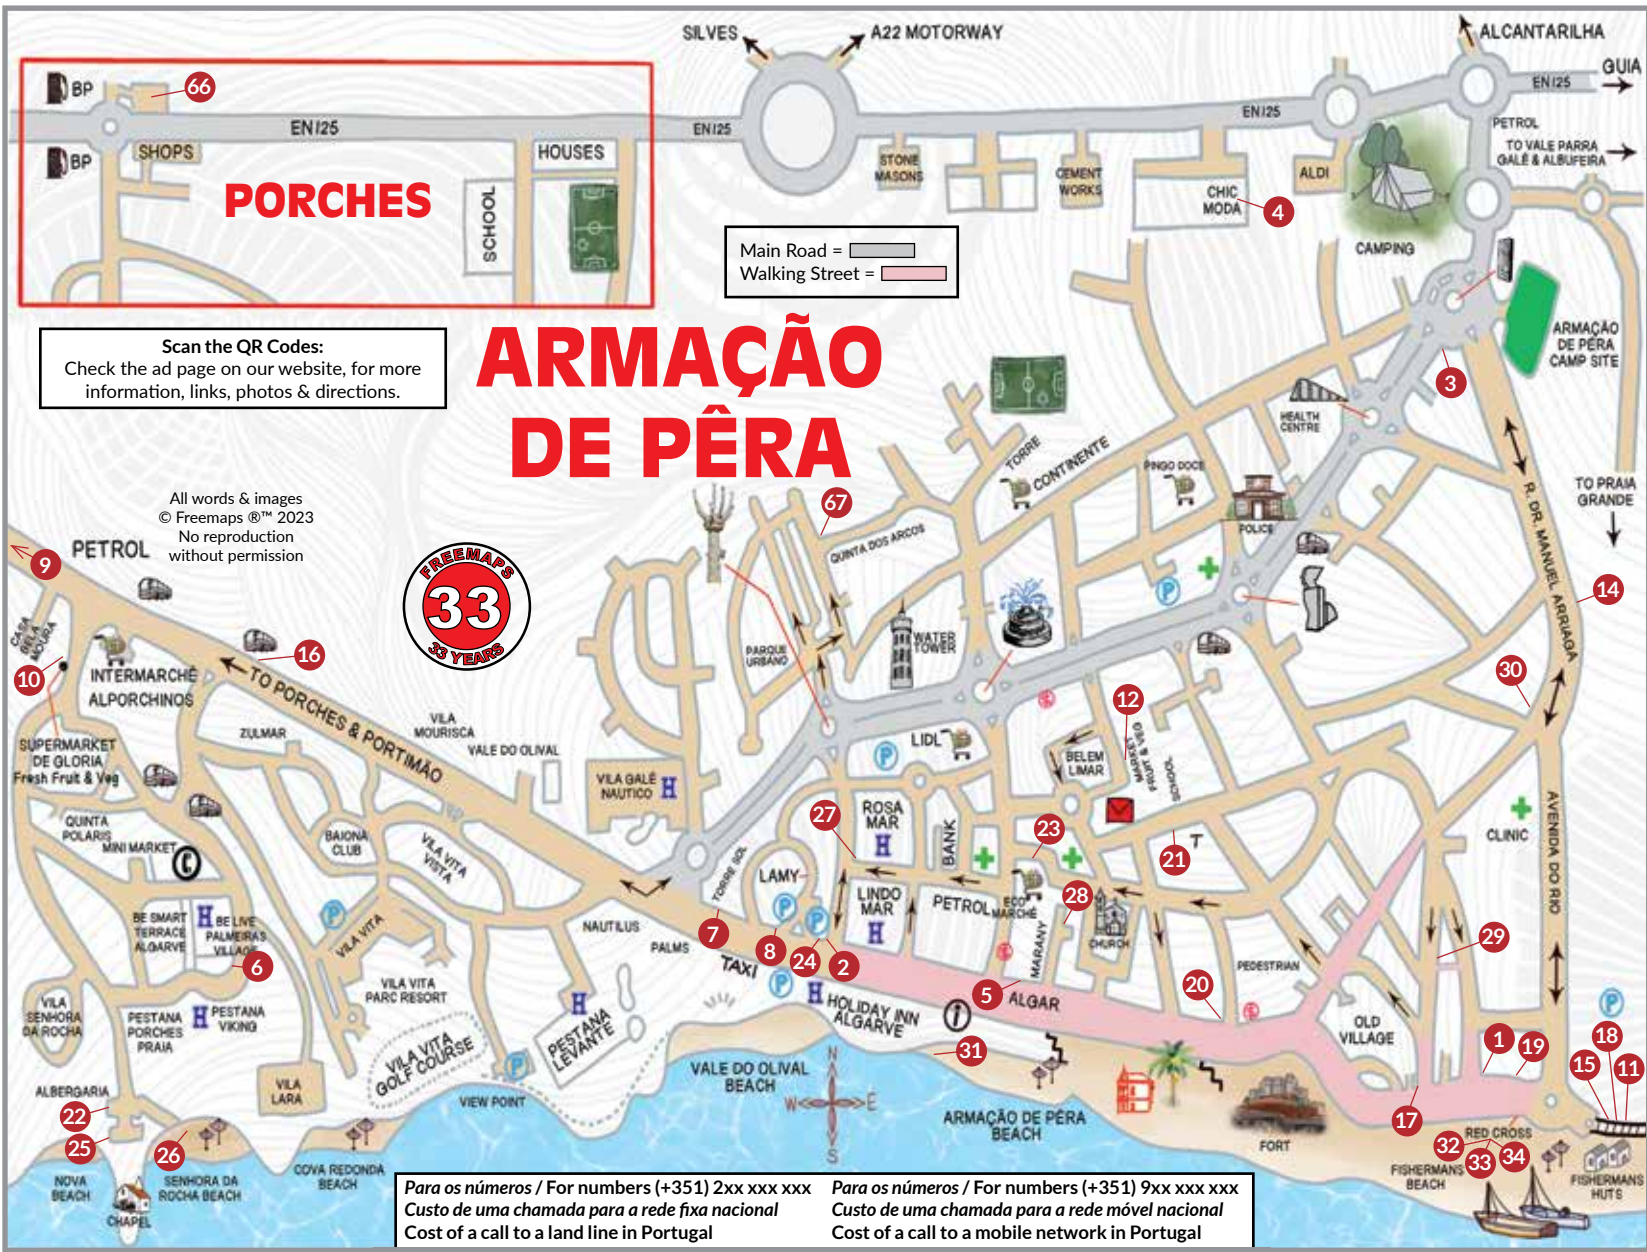 SILVES
A22 MOTORWAY
ALCANTARILHA
GUIA
EN125
BP
66
EN125
EN125
EN125
PETROL
TO VALE PARRA
GALÉ & ALBUFEIRA
BP
SHOPS
HOUSES
SCHOOL
PORCHES
STONE
MASONS
CEMENT
WORKS
CHIC
MODA
4
ALDI
CAMPING
Main Road =
Walking Street =
Scan the QR Codes:
Check the ad page on our website, for more
information, links, photos & directions.
ARMAÇÃO
DE PÊRA
ARMAÇÃO
DE PÊRA
CAMP SITE
3
HEALTH
CENTRE
TORRE
CONTINENTE
PINGO DOCE
POLICE
TO PRAIA
GRANDE
R. DR. MANUEL ARRIAGA
14
All words & images
© Freemaps ®™ 2023
No reproduction
without permission
FREEMAPS
33
33 YEARS
67
QUINTA DOS ARCOS
P
WATER
TOWER
PARQUE
URBANO
9
PETROL
CASA
BELA
MOURA
10
16
INTERMARCHÉ
ALPORCHINOS
TO PORCHES & PORTIMÃO
SUPERMARKET
DE GLORIA
Fresh Fruit & Veg
ZULMAR
VILA
MOURISCA
VALE DO OLIVAL
VILA GALÉ
NAUTICO
H
P
LIDL
12
BELEM
LIMAR
FRUIT & VEG
MARKET
SCHOOL
30
QUINTA
POLARIS
MINI MARKET
BAIONA
CLUB
VILA VITA
VISTA
27
ROSA
MAR
H
BANK
23
21
T
CLINIC
AVENIDA DO RIO
TORRE SOL
LAMY
P
P
LINDO
MAR
H
PETROL
ECO
MARCHÉ
28
MARANY
CHURCH
BE SMART
TERRACE
ALGARVE
H
BE LIVE
PALMEIRAS
VILLAGE
6
P
VILA VITA
NAUTILUS
PALMS
7
8
24
2
TAXI
P
H
HOLIDAY INN
ALGARVE
5
ALGAR
i
20
PEDESTRIAN
29
VILA
SENHORA
DA ROCHA
PESTANA
PORCHES
PRAIA
H
PESTANA
VIKING
VILA VITA
PARC RESORT
VILA VITA
GOLF COURSE
H
PESTANA
LEVANTE
31
OLD
VILLAGE
P
1
19
18
15
11
ALBERGARIA
22
25
26
VILA
LARA
P
VIEW POINT
VALE DO OLIVAL
BEACH
N
W
E
S
ARMAÇÃO DE PÊRA
BEACH
FORT
17
RED CROSS
32
33
34
FISHERMANS
BEACH
FISHERMANS
HUTS
NOVA
BEACH
CHAPEL
SENHORA DA
ROCHA BEACH
COVA REDONDA
BEACH
Para os números / For numbers (+351) 2xx xxx xxx
Custo de uma chamada para a rede fixa nacional
Cost of a call to a land line in Portugal
Para os números / For numbers (+351) 9xx xxx xxx
Custo de uma chamada para a rede móvel nacional
Cost of a call to a mobile network in Portugal